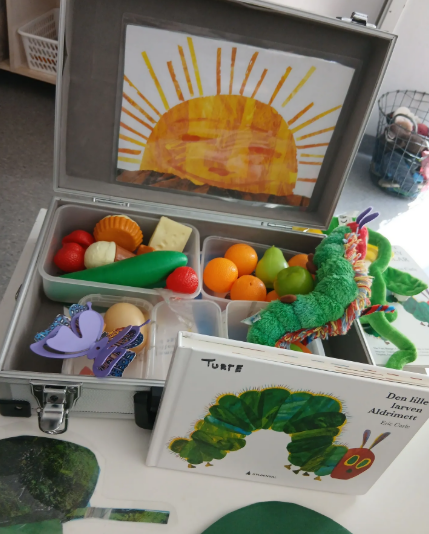 TURTE
Den lille
larven
Aldrimett
Eric Carle